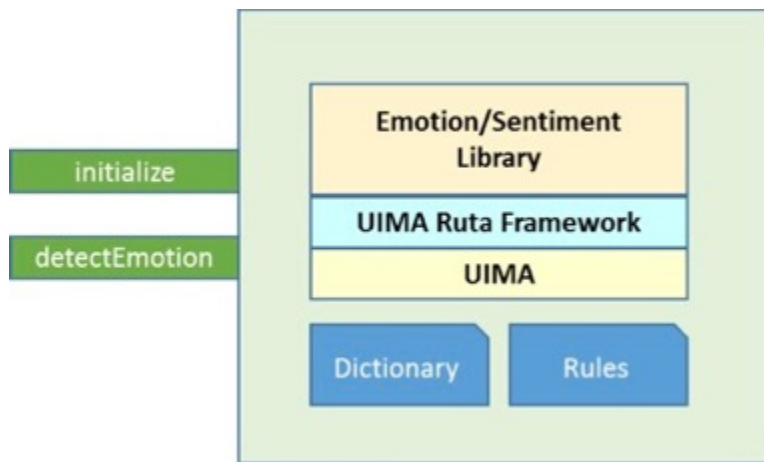 Emotion/Sentiment
Library
initialize
UIMA Ruta Framework
detectEmotion
UIMA
Dictionary
Rules